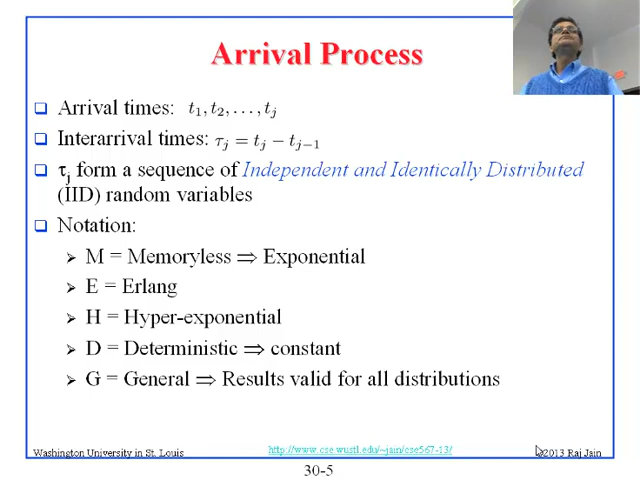 Arrival Process
Arrival times: t₁, t₂, . . . , tⱼ
Interarrival times: τⱼ = tⱼ − tⱼ₋₁
τⱼ form a sequence of Independent and Identically Distributed
(IID) random variables
Notation:
M = Memoryless ⇒ Exponential
E = Erlang
H = Hyper-exponential
D = Deterministic ⇒ constant
G = General ⇒ Results valid for all distributions
Washington University in St. Louis
http://www.cse.wustl.edu/~jain/cse567-13/
©2013 Raj Jain
30-5